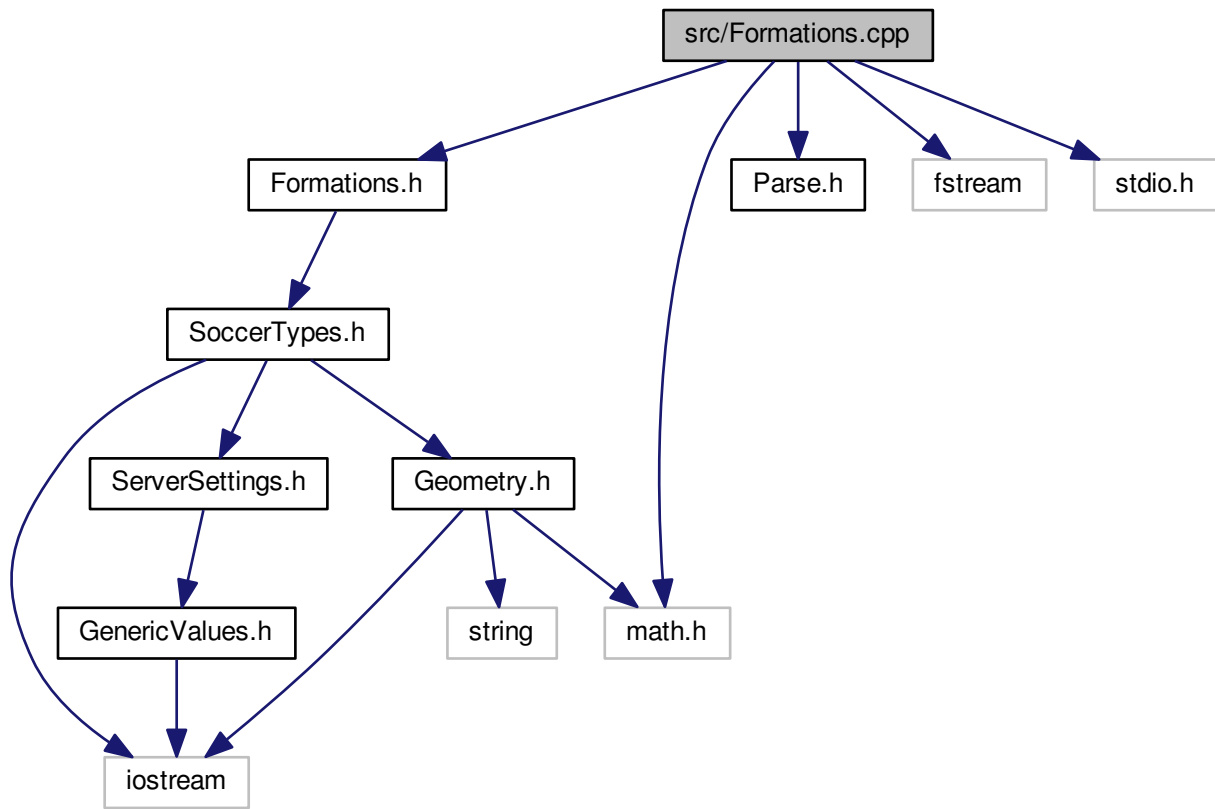 src/Formations.cpp
Formations.h
Parse.h
fstream
stdio.h
SoccerTypes.h
ServerSettings.h
Geometry.h
GenericValues.h
string
math.h
iostream